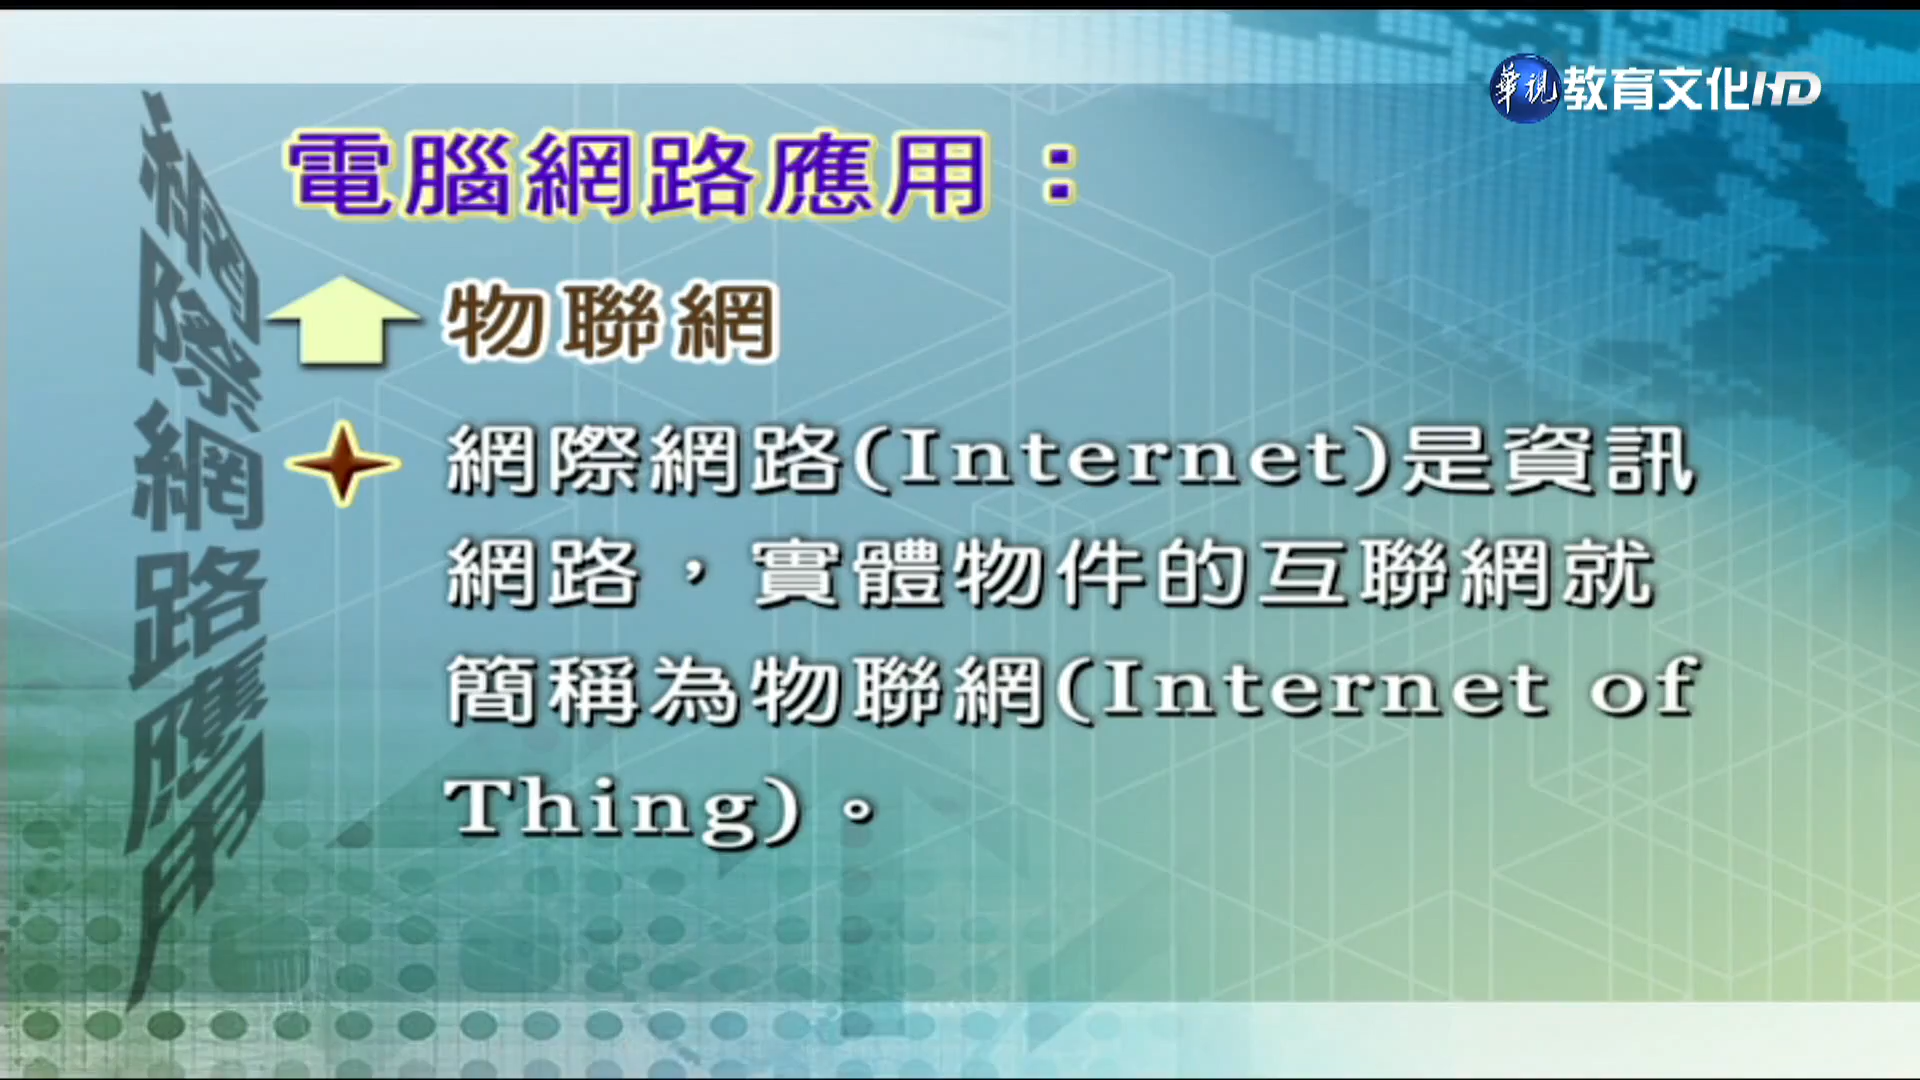 華視 教育文化HD
網際網路應用
電腦網路應用：
物聯網
網際網路(Internet)是資訊
網路，實體物件的互聯網就
簡稱為物聯網(Internet of
Thing)。